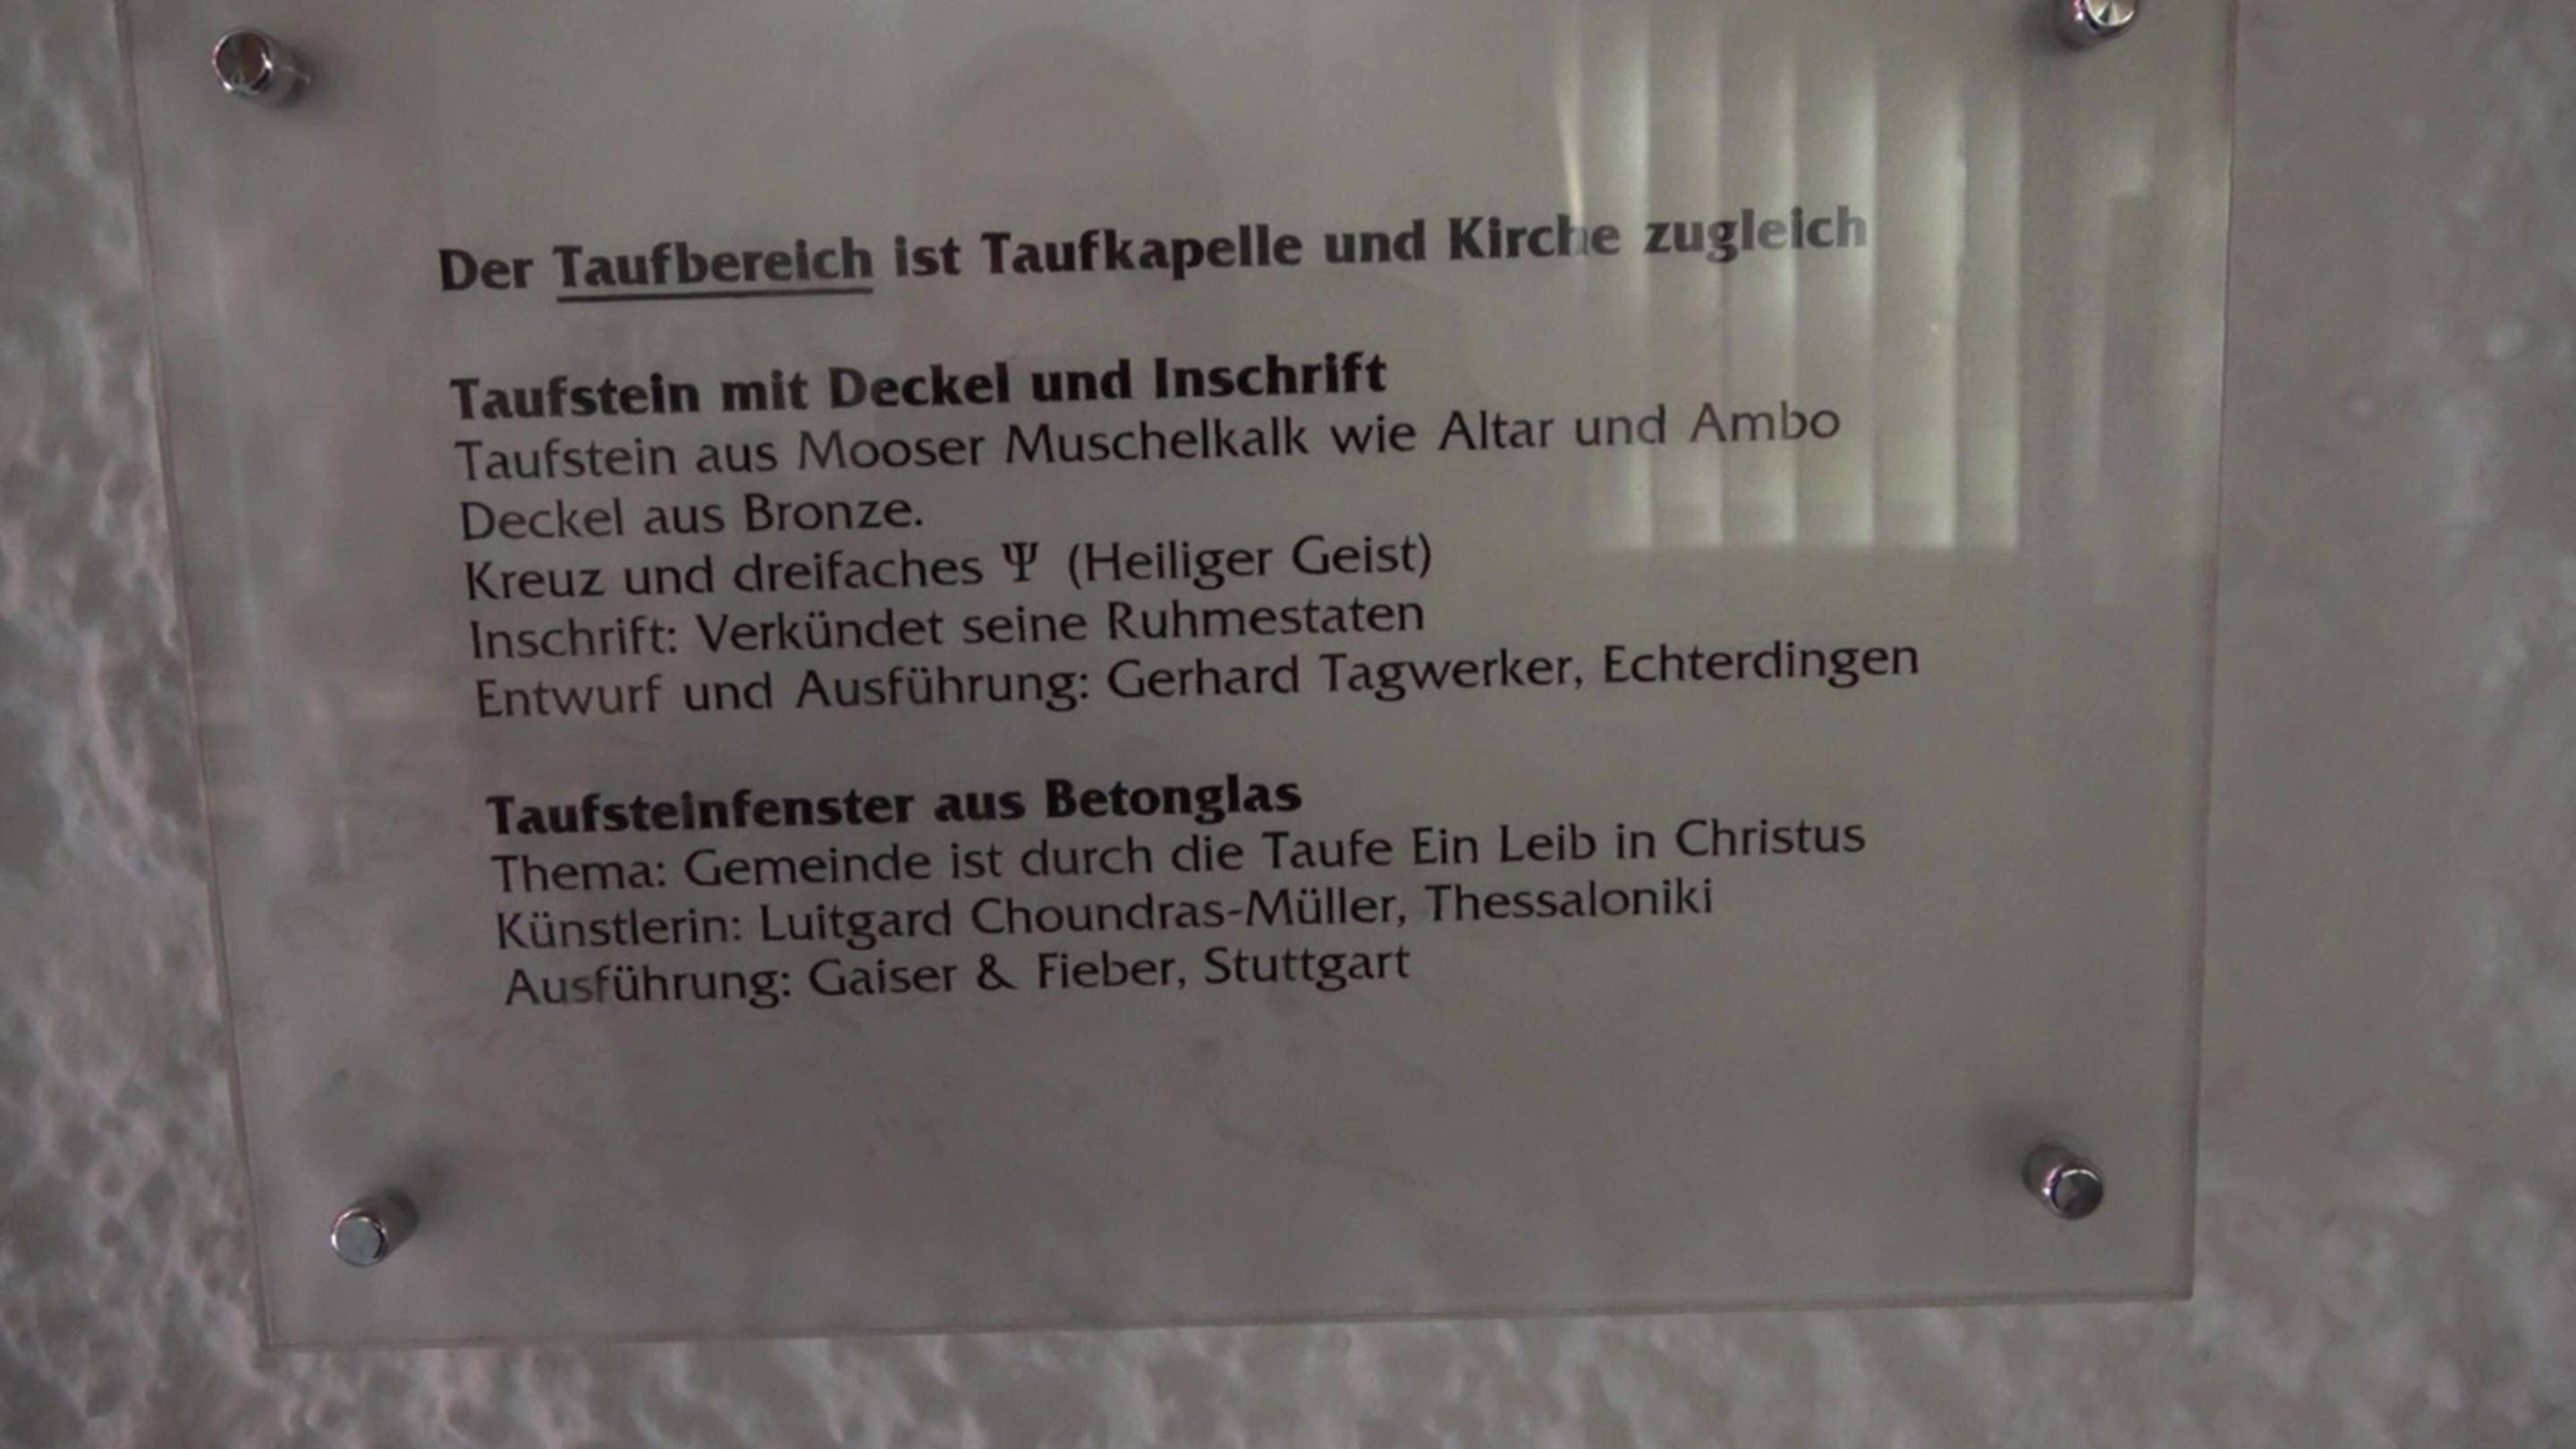 Der Taufbereich ist Taufkapelle und Kirche zugleich
Taufstein mit Deckel und Inschrift
Taufstein aus Mooser Muschelkalk wie Altar und Ambo
Deckel aus Bronze.
Kreuz und dreifaches Ψ (Heiliger Geist)
Inschrift: Verkündet seine Ruhmestaten
Entwurf und Ausführung: Gerhard Tagwerker, Echterdingen
Taufsteinfenster aus Betonglas
Thema: Gemeinde ist durch die Taufe Ein Leib in Christus
Künstlerin: Luitgard Choundras-Müller, Thessaloniki
Ausführung: Gaiser & Fieber, Stuttgart